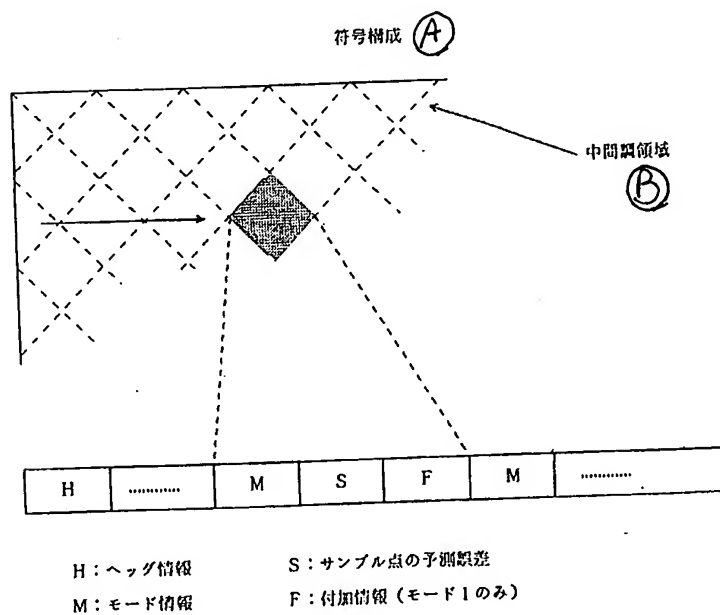 符号構成 A
中間調領域
B
H ………… M S F M …………
H：ヘッグ情報 S：サンプル点の予測誤差
M：モード情報 F：付加情報（モード1のみ）